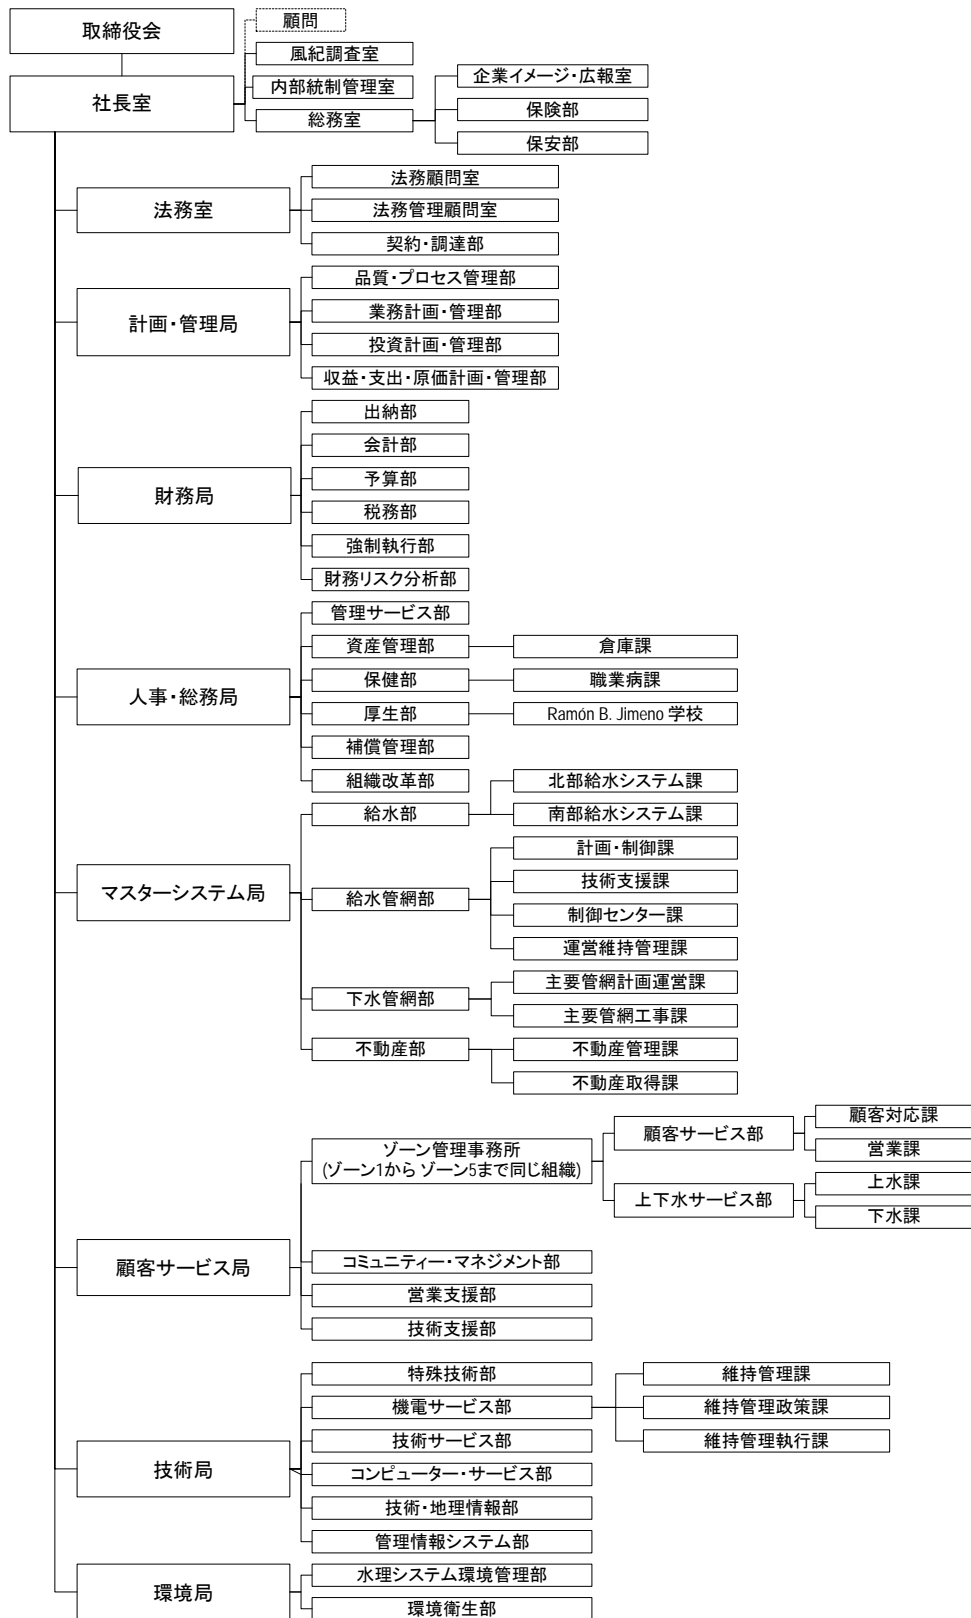 取締役会
顧問
風紀調査室
社長室
内部統制管理室
総務室
企業イメージ・広報室
保険部
保安部
法務室
法務顧問室
法務管理顧問室
契約・調達部
計画・管理局
品質・プロセス管理部
業務計画・管理部
投資計画・管理部
収益・支出・原価計画・管理部
財務局
出納部
会計部
予算部
税務部
強制執行部
財務リスク分析部
人事・総務局
管理サービス部
資産管理部
倉庫課
保健部
職業病課
厚生部
Ramón B. Jimeno 学校
補償管理部
組織改革部
マスターシステム局
給水部
北部給水システム課
南部給水システム課
給水管網部
計画・制御課
技術支援課
制御センター課
運営維持管理課
下水管網部
主要管網計画運営課
主要管網工事課
不動産部
不動産管理課
不動産取得課
顧客サービス局
ゾーン管理事務所
(ゾーン1から ゾーン5まで同じ組織)
顧客サービス部
顧客対応課
営業課
上下水サービス部
上水課
下水課
コミュニティー・マネジメント部
営業支援部
技術支援部
技術局
特殊技術部
機電サービス部
維持管理課
維持管理政策課
維持管理執行課
技術サービス部
コンピューター・サービス部
技術・地理情報部
管理情報システム部
環境局
水理システム環境管理部
環境衛生部